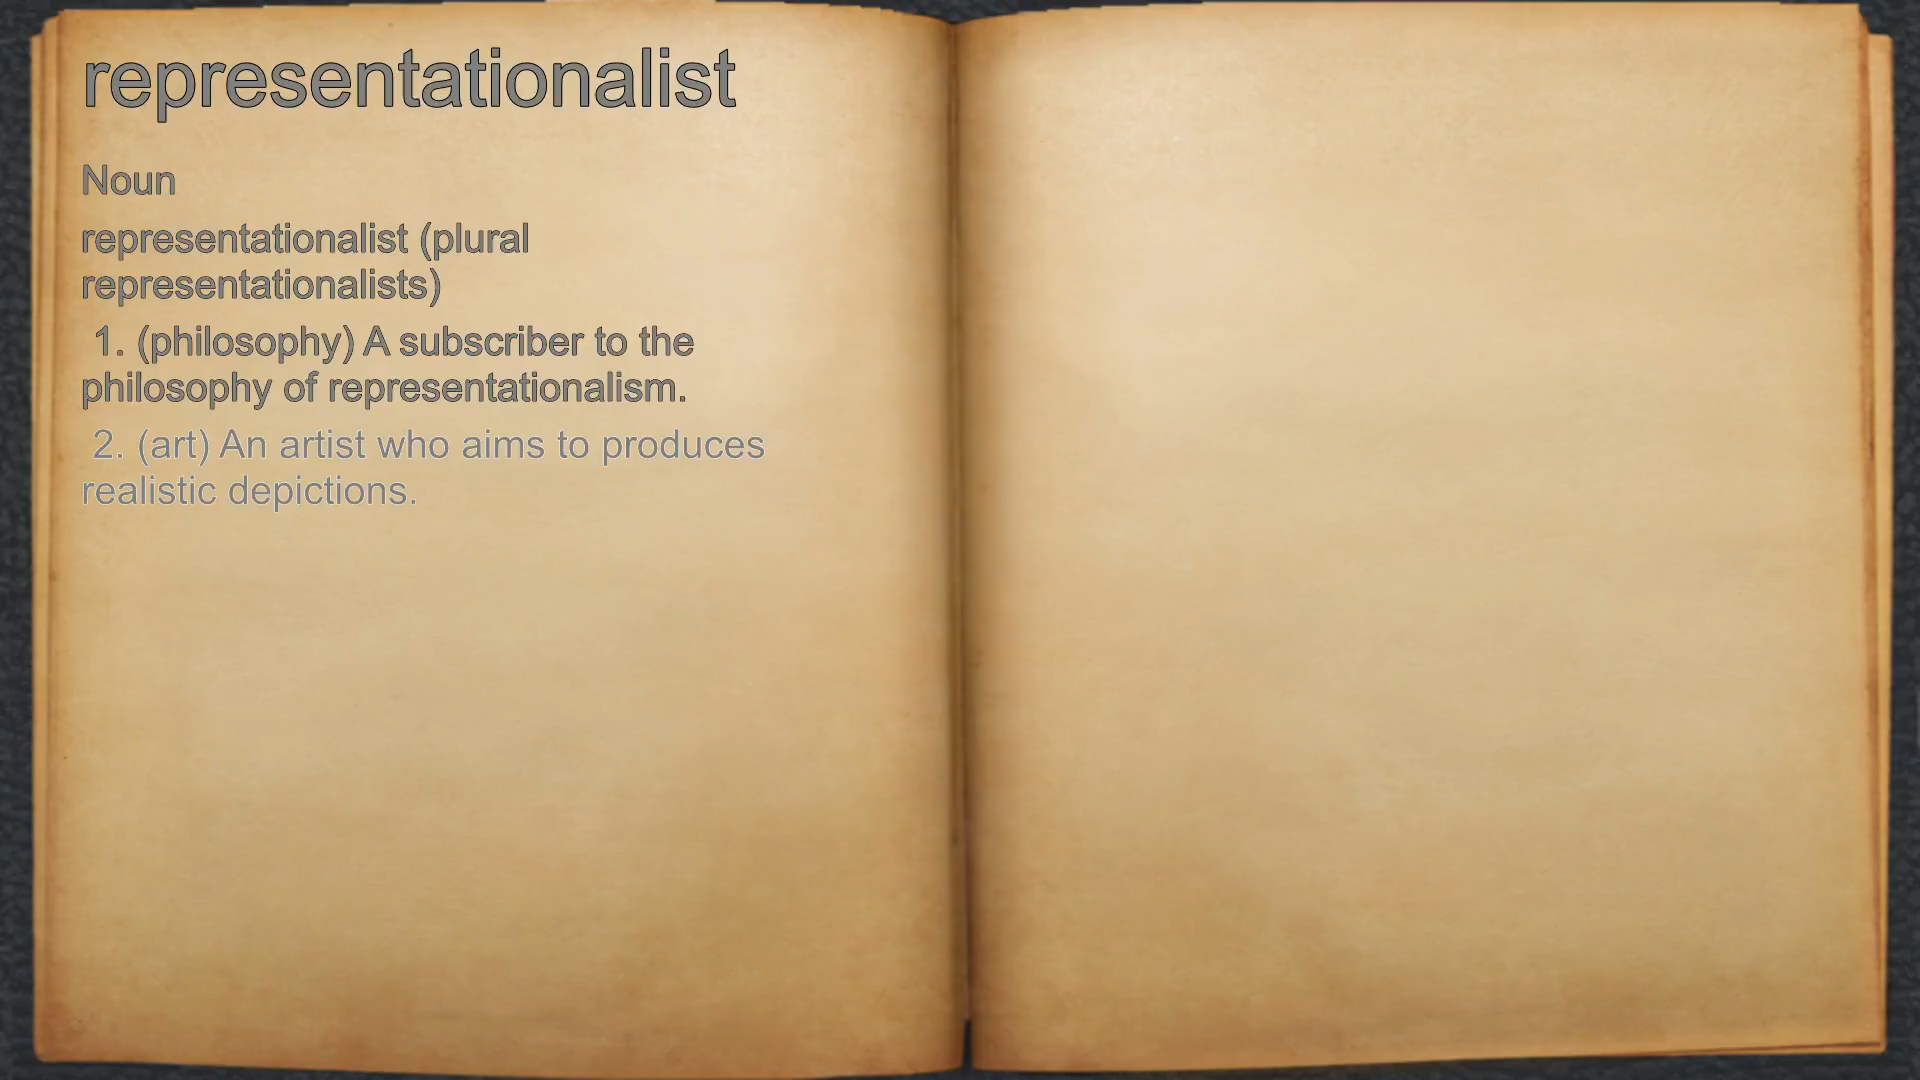 representationalist
Noun
representationalist (plural
representationalists)
1. (philosophy) A subscriber to the
philosophy of representationalism.
2. (art) An artist who aims to produces
realistic depictions.